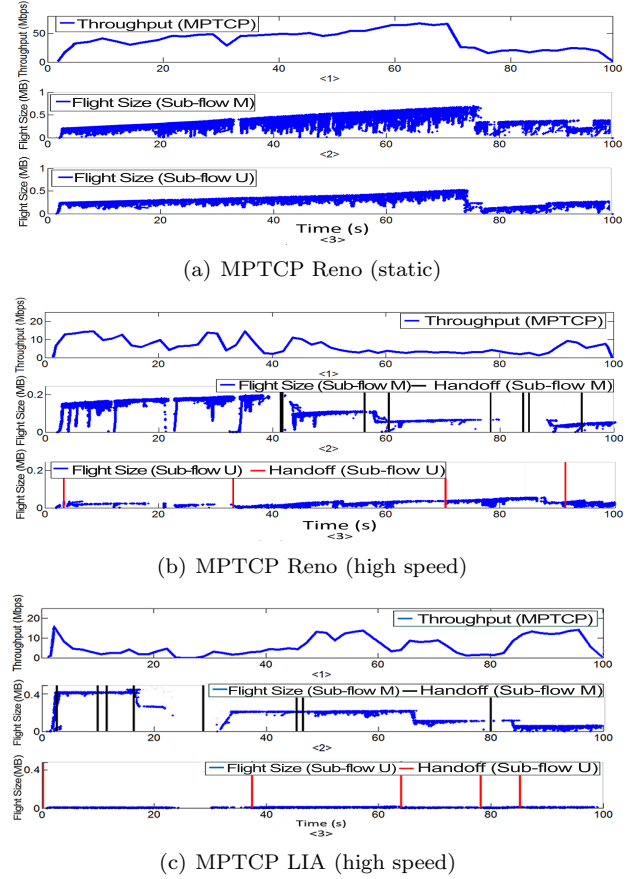 Throughput (Mbps)
50
0
Throughput (MPTCP)
0 20 40 60 80 100
<1>
Flight Size (MB)
1
0.5
0
Flight Size (Sub-flow M)
0 20 40 60 80 100
<2>
Flight Size (MB)
1
0.5
0
Flight Size (Sub-flow U)
0 20 40 60 80 100
Time (s)
<3>
(a) MPTCP Reno (static)
Throughput (Mbps)
20
10
0
Throughput (MPTCP)
0 20 40 60 80 100
<1>
Flight Size (MB)
0.2
0
Flight Size (Sub-flow M) Handoff (Sub-flow M)
0 20 40 60 80 100
<2>
Flight Size (MB)
0.2
0
Flight Size (Sub-flow U) Handoff (Sub-flow U)
0 20 40 60 80 100
Time (s)
<3>
(b) MPTCP Reno (high speed)
Throughput (Mbps)
20
10
0
Throughput (MPTCP)
0 20 40 60 80 100
<1>
Flight Size (MB)
0.4
0
Flight Size (Sub-flow M) Handoff (Sub-flow M)
0 20 40 60 80 100
<2>
Flight Size (MB)
0.4
0
Flight Size (Sub-flow U) Handoff (Sub-flow U)
0 20 40 60 80 100
Time (s)
<3>
(c) MPTCP LIA (high speed)